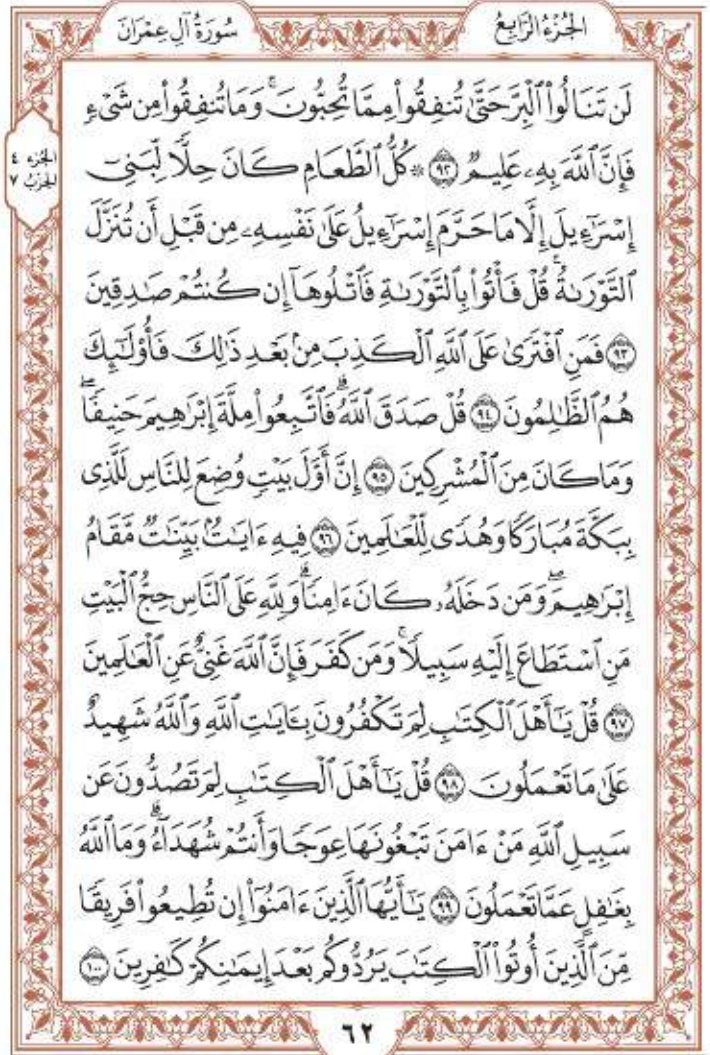 الجُزْءُ الرَّابِعُ
سُورَةُ آلِ عِمْرَانَ
لَن تَنَالُوا۟ ٱلْبِرَّ حَتَّىٰ تُنفِقُوا۟ مِمَّا تُحِبُّونَ ۚ وَمَا تُنفِقُوا۟ مِن شَىْءٍ
فَإِنَّ ٱللَّهَ بِهِۦ عَلِيمٌ ﴿٩٢﴾ ۞ كُلُّ ٱلطَّعَامِ كَانَ حِلًّا لِّبَنِىٓ
إِسْرَٰٓءِيلَ إِلَّا مَا حَرَّمَ إِسْرَٰٓءِيلُ عَلَىٰ نَفْسِهِۦ مِن قَبْلِ أَن تُنَزَّلَ
ٱلتَّوْرَىٰةُ ۗ قُلْ فَأْتُوا۟ بِٱلتَّوْرَىٰةِ فَٱتْلُوهَآ إِن كُنتُمْ صَٰدِقِينَ
﴿٩٣﴾ فَمَنِ ٱفْتَرَىٰ عَلَى ٱللَّهِ ٱلْكَذِبَ مِنۢ بَعْدِ ذَٰلِكَ فَأُو۟لَٰٓئِكَ
هُمُ ٱلظَّٰلِمُونَ ﴿٩٤﴾ قُلْ صَدَقَ ٱللَّهُ ۗ فَٱتَّبِعُوا۟ مِلَّةَ إِبْرَٰهِيمَ حَنِيفًا ۖ
وَمَا كَانَ مِنَ ٱلْمُشْرِكِينَ ﴿٩٥﴾ إِنَّ أَوَّلَ بَيْتٍ وُضِعَ لِلنَّاسِ لَلَّذِى
بِبَكَّةَ مُبَارَكًا وَهُدًى لِّلْعَٰلَمِينَ ﴿٩٦﴾ فِيهِ ءَايَٰتٌۢ بَيِّنَٰتٌ مَّقَامُ
إِبْرَٰهِيمَ ۖ وَمَن دَخَلَهُۥ كَانَ ءَامِنًا ۗ وَلِلَّهِ عَلَى ٱلنَّاسِ حِجُّ ٱلْبَيْتِ
مَنِ ٱسْتَطَاعَ إِلَيْهِ سَبِيلًا ۚ وَمَن كَفَرَ فَإِنَّ ٱللَّهَ غَنِىٌّ عَنِ ٱلْعَٰلَمِينَ
﴿٩٧﴾ قُلْ يَٰٓأَهْلَ ٱلْكِتَٰبِ لِمَ تَكْفُرُونَ بِـَٔايَٰتِ ٱللَّهِ وَٱللَّهُ شَهِيدٌ
عَلَىٰ مَا تَعْمَلُونَ ﴿٩٨﴾ قُلْ يَٰٓأَهْلَ ٱلْكِتَٰبِ لِمَ تَصُدُّونَ عَن
سَبِيلِ ٱللَّهِ مَنْ ءَامَنَ تَبْغُونَهَا عِوَجًا وَأَنتُمْ شُهَدَآءُ ۗ وَمَا ٱللَّهُ
بِغَٰفِلٍ عَمَّا تَعْمَلُونَ ﴿٩٩﴾ يَٰٓأَيُّهَا ٱلَّذِينَ ءَامَنُوٓا۟ إِن تُطِيعُوا۟ فَرِيقًا
مِّنَ ٱلَّذِينَ أُوتُوا۟ ٱلْكِتَٰبَ يَرُدُّوكُم بَعْدَ إِيمَٰنِكُمْ كَٰفِرِينَ ﴿١٠٠﴾
الجزء ٤
الحزب ٧
٦٢